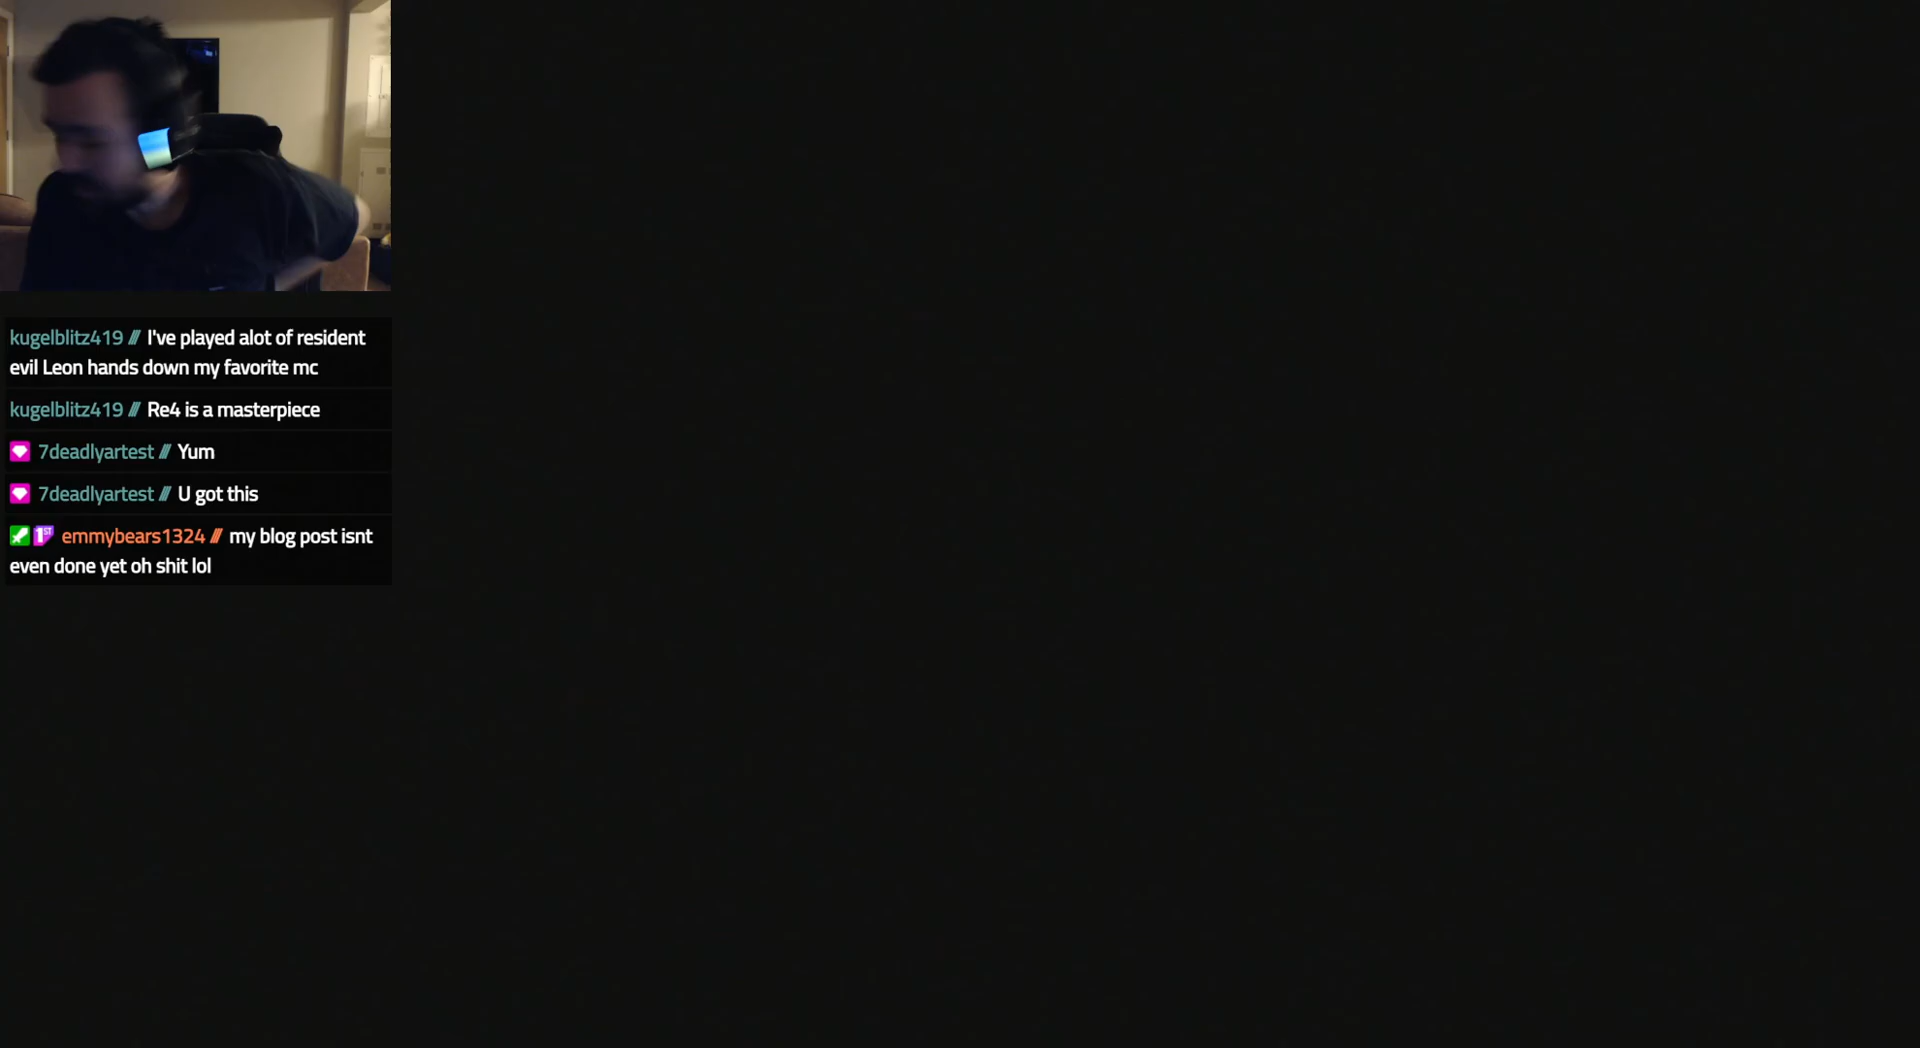 kugelblitz419 /// I've played alot of resident
evil Leon hands down my favorite mc
kugelblitz419 /// Re4 is a masterpiece
7deadlyartest /// Yum
7deadlyartest /// U got this
1ST emmybears1324 /// my blog post isnt
even done yet oh shit lol